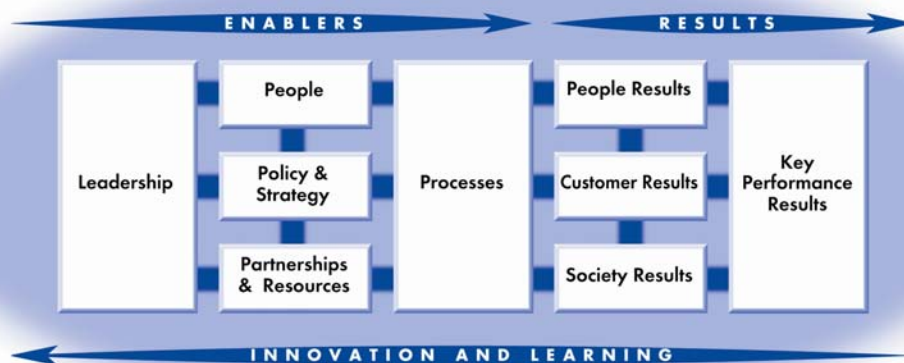 ENABLERS
RESULTS
Leadership
People
Policy &
Strategy
Partnerships
& Resources
Processes
People Results
Customer Results
Society Results
Key
Performance
Results
INNOVATION AND LEARNING